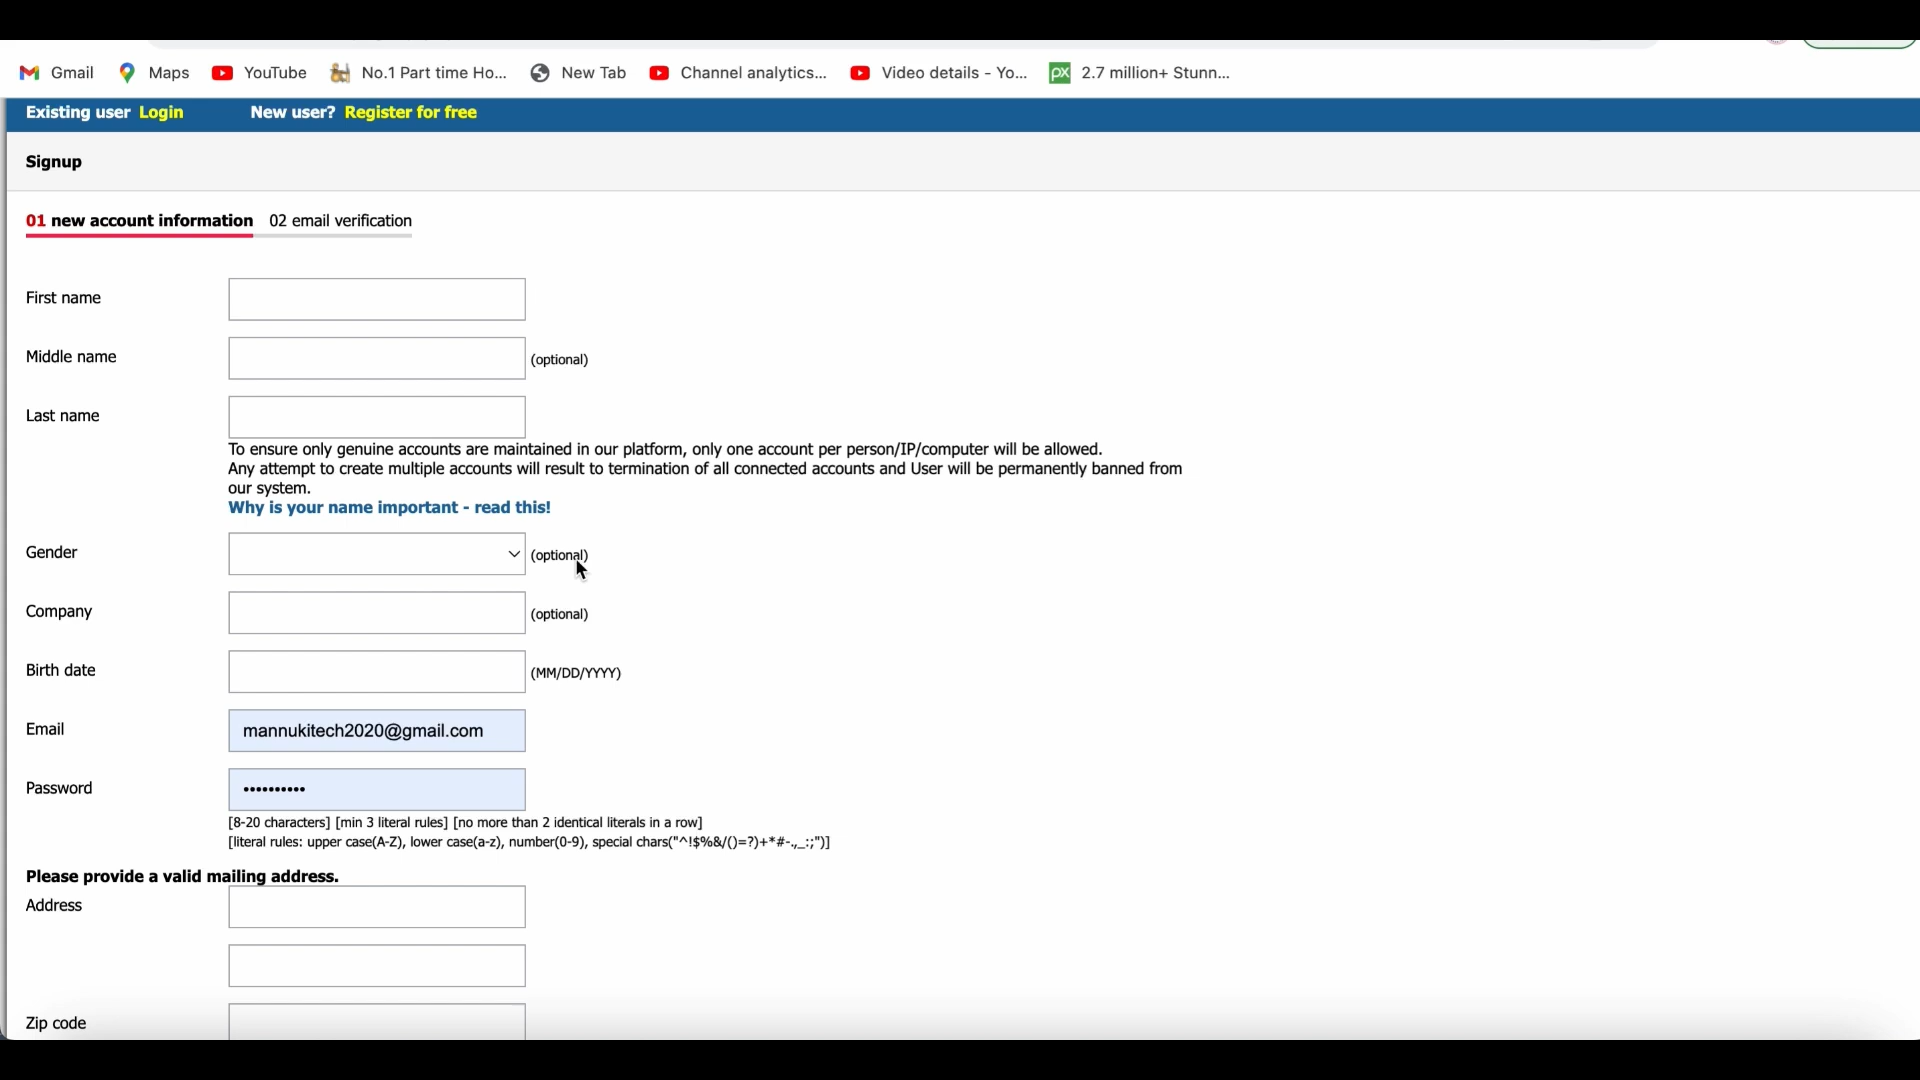 Gmail Maps YouTube No.1 Part time Ho... New Tab Channel analytics... Video details - Yo... px 2.7 million+ Stunn...
Existing user Login New user? Register for free
Signup
01 new account information 02 email verification
First name
Middle name (optional)
Last name
To ensure only genuine accounts are maintained in our platform, only one account per person/IP/computer will be allowed.
Any attempt to create multiple accounts will result to termination of all connected accounts and User will be permanently banned from
our system.
Why is your name important - read this!
Gender (optional)
Company (optional)
Birth date (MM/DD/YYYY)
Email mannukitech2020@gmail.com
Password ••••••••••
[8-20 characters] [min 3 literal rules] [no more than 2 identical literals in a row]
[literal rules: upper case(A-Z), lower case(a-z), number(0-9), special chars("^!$%&/()=?)+*#-.,_:;")]
Please provide a valid mailing address.
Address
Zip code